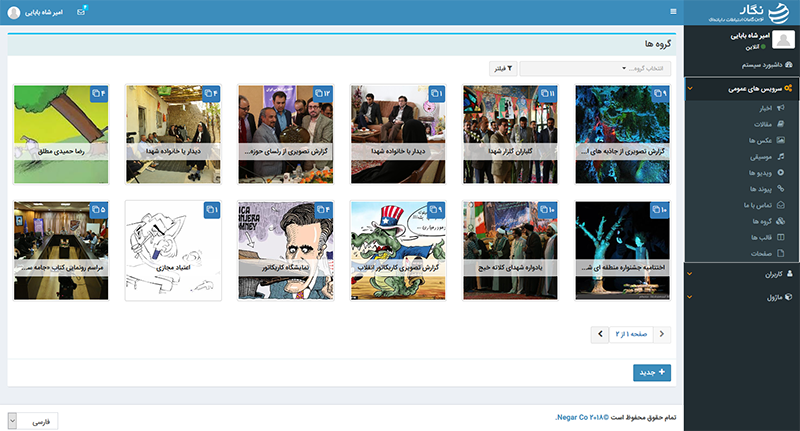 نگار
امیر شاه بابایی
آنلاین
داشبورد سیستم
سرویس های عمومی
اخبار
مقالات
عکس ها
موسیقی
ویدیو ها
پیوند ها
تماس با ما
گروه ها
قالب ها
صفحات
کاربران
ماژول
امیر شاه بابایی
گروه ها
انتخاب گروه...
فیلتر
۹
گزارش تصویری از جاذبه های ا...
۱۱
گلباران گلزار شهدا
۱
دیدار با خانواده شهدا
۱۲
گزارش تصویری از رئسای حوزه...
۴
دیدار با خانواده شهدا
۴
رضا حمیدی مطلق
۱۰
اختتامیه جشنواره منطقه ای ش...
۱۰
یادواره شهدای کلاته خیج
۹
گزارش تصویری کاریکاتور انقلاب
۴
نمایشگاه کاریکاتور
۱
اعتیاد مجازی
۵
مراسم رونمایی کتاب «جامه س...
صفحه ۱ از ۲
جدید
تمام حقوق محفوظ است ©۲۰۱۸ Negar Co.
فارسی